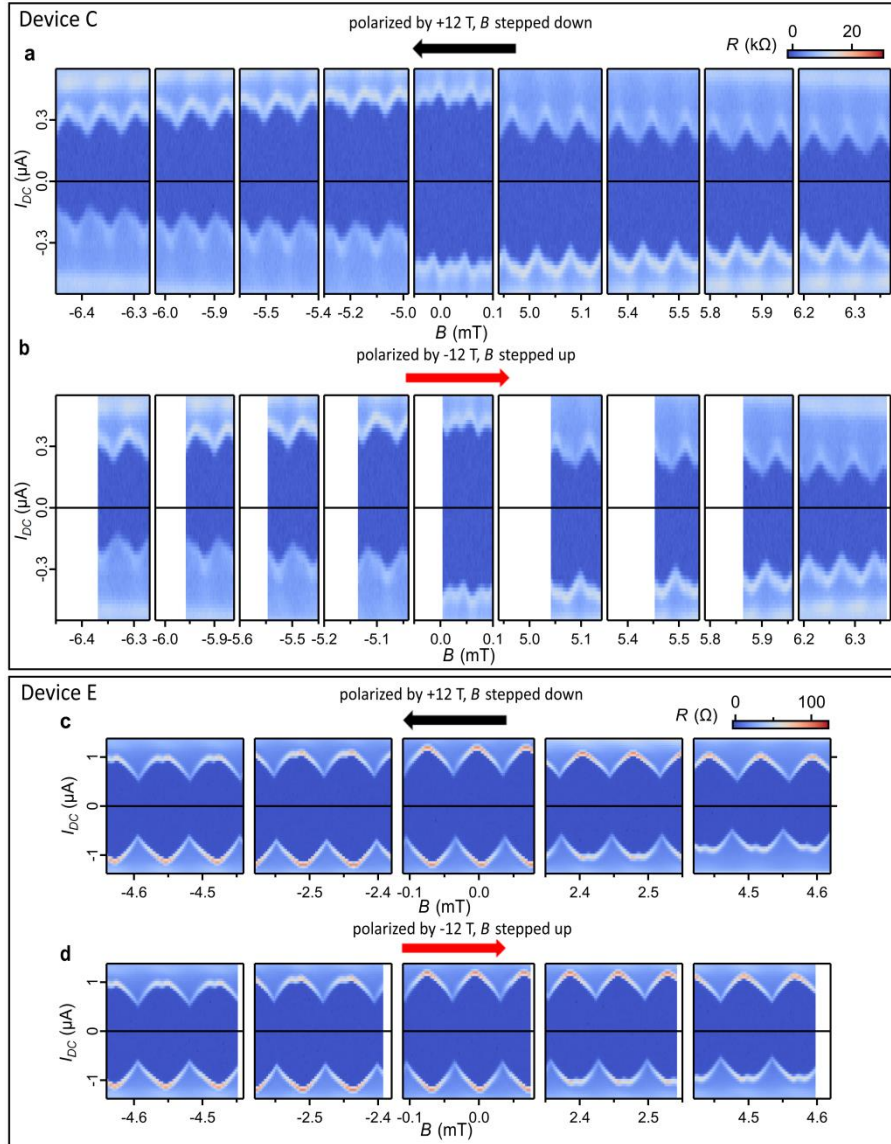 Device C
polarized by +12 T, B stepped down
a
R (kΩ)
0 20
0.3
0.0
-0.3
I_DC (µA)
-6.4 -6.3 -6.0 -5.9 -5.5 -5.4 -5.2 -5.0 0.0 0.1 5.0 5.1 5.4 5.5 5.8 5.9 6.2 6.3
B (mT)
polarized by -12 T, B stepped up
b
0.3
0.0
-0.3
I_DC (µA)
-6.4 -6.3 -6.0 -5.9 -5.6 -5.5 -5.2 -5.1 0.0 0.1 5.0 5.1 5.4 5.5 5.8 5.9 6.2 6.3
B (mT)
Device E
polarized by +12 T, B stepped down
c
R (Ω)
0 100
1
0
-1
I_DC (µA)
-4.6 -4.5 -2.5 -2.4 -0.1 0.0 2.4 2.5 4.5 4.6
B (mT)
polarized by -12 T, B stepped up
d
1
0
-1
I_DC (µA)
-4.6 -4.5 -2.5 -2.4 -0.1 0.0 2.4 2.5 4.5 4.6
B (mT)